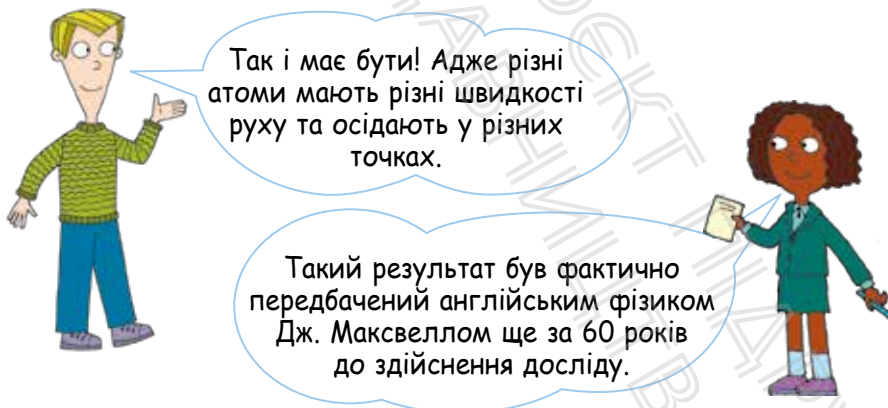 Так і має бути! Адже різні
атоми мають різні швидкості
руху та осідають у різних
точках.
Такий результат був фактично
передбачений англійським фізиком
Дж. Максвеллом ще за 60 років
до здійснення досліду.